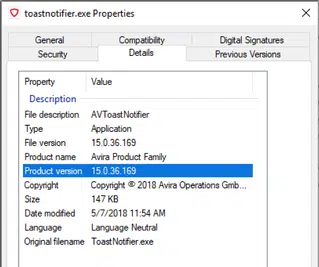 toastnotifier.exe Properties
General Compatibility Digital Signatures
Security Details Previous Versions
Property Value
Description
File description AVToastNotifier
Type Application
File version 15.0.36.169
Product name Avira Product Family
Product version 15.0.36.169
Copyright Copyright © 2018 Avira Operations Gmb...
Size 147 KB
Date modified 5/7/2018 11:54 AM
Language Language Neutral
Original filename ToastNotifier.exe